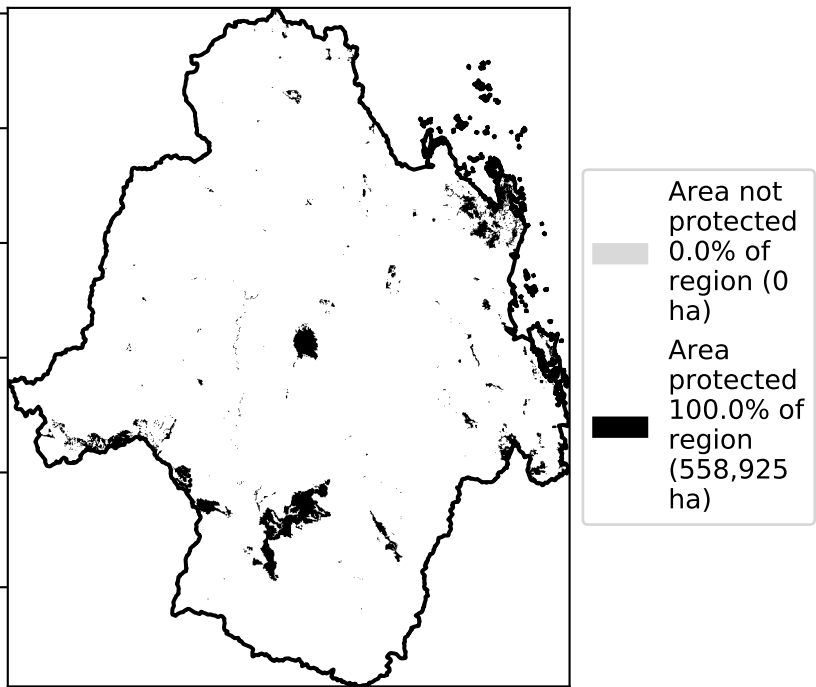 Area not
protected
0.0% of
region (0
ha)
Area
protected
100.0% of
region
(558,925
ha)